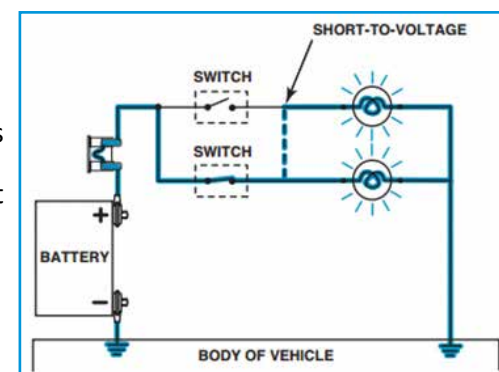 SHORT-TO-VOLTAGE
SWITCH
s
SWITCH
t
+
BATTERY
−
BODY OF VEHICLE